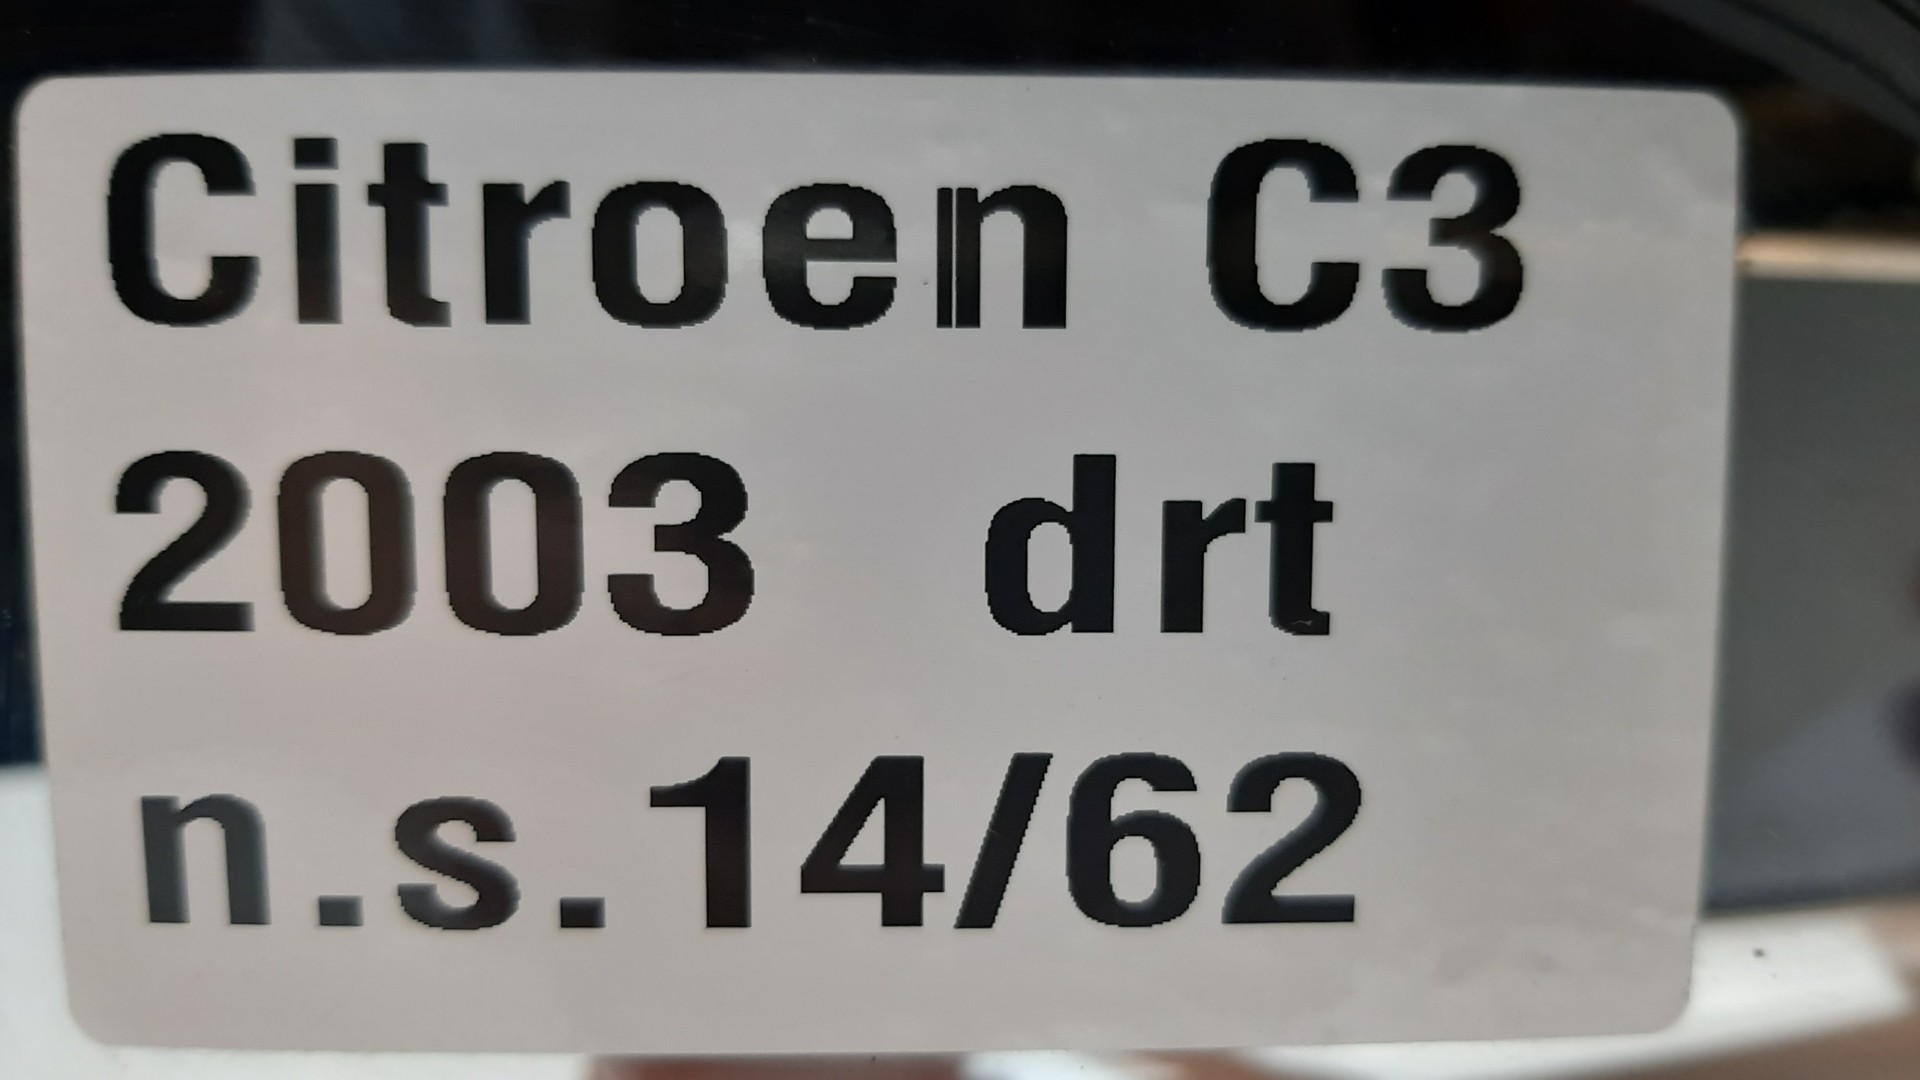 Citroen C3
2003 drt
n.s.14/62